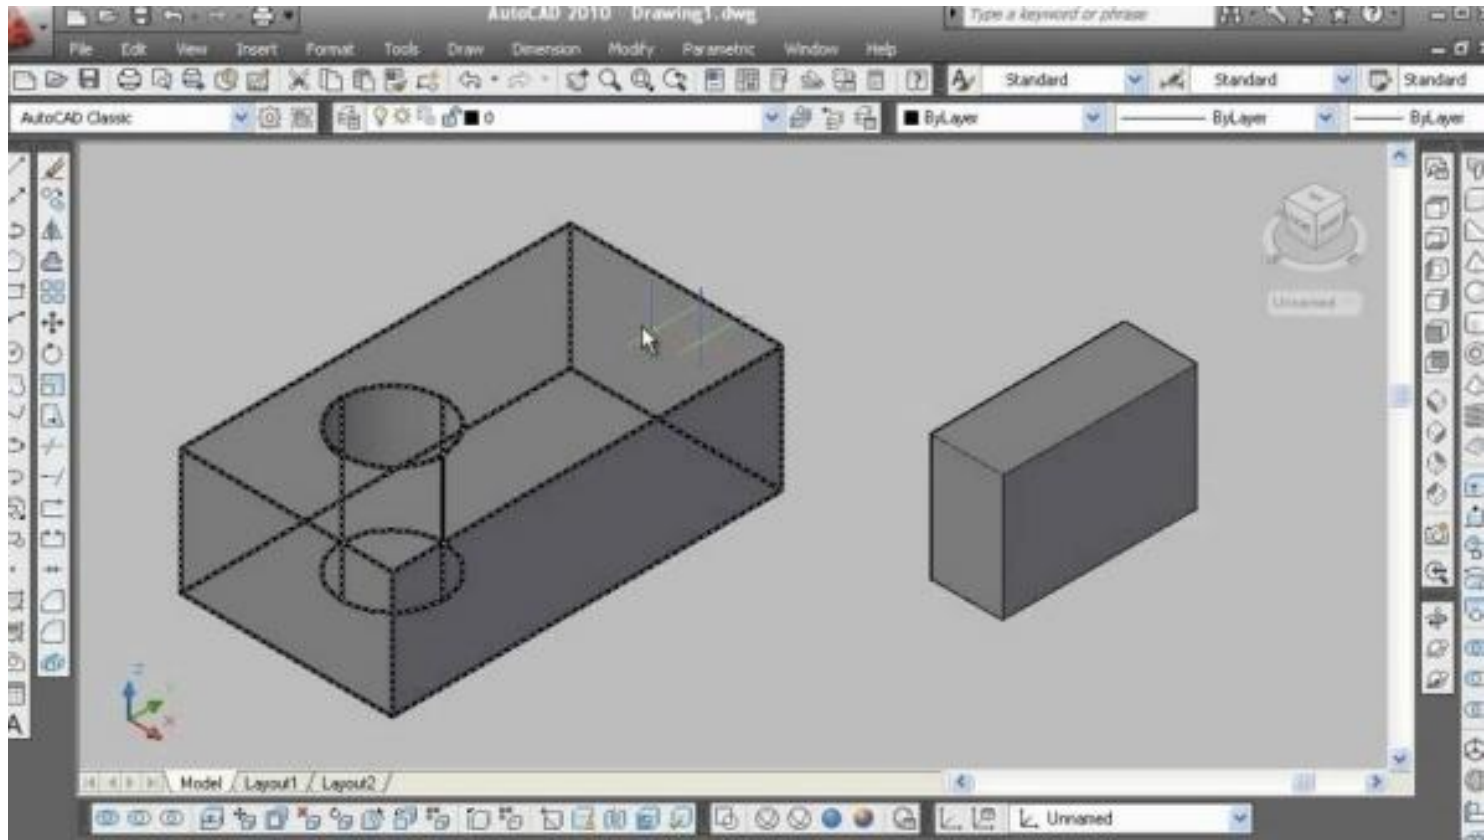 AutoCAD 2010 Drawing1.dwg
Type a keyword or phrase
File Edit View Insert Format Tools Draw Dimension Modify Parametric Window Help
Standard Standard Standard
AutoCAD Classic 0 ByLayer ByLayer ByLayer
Unnamed
Z
X
A
Model Layout1 Layout2
Unnamed